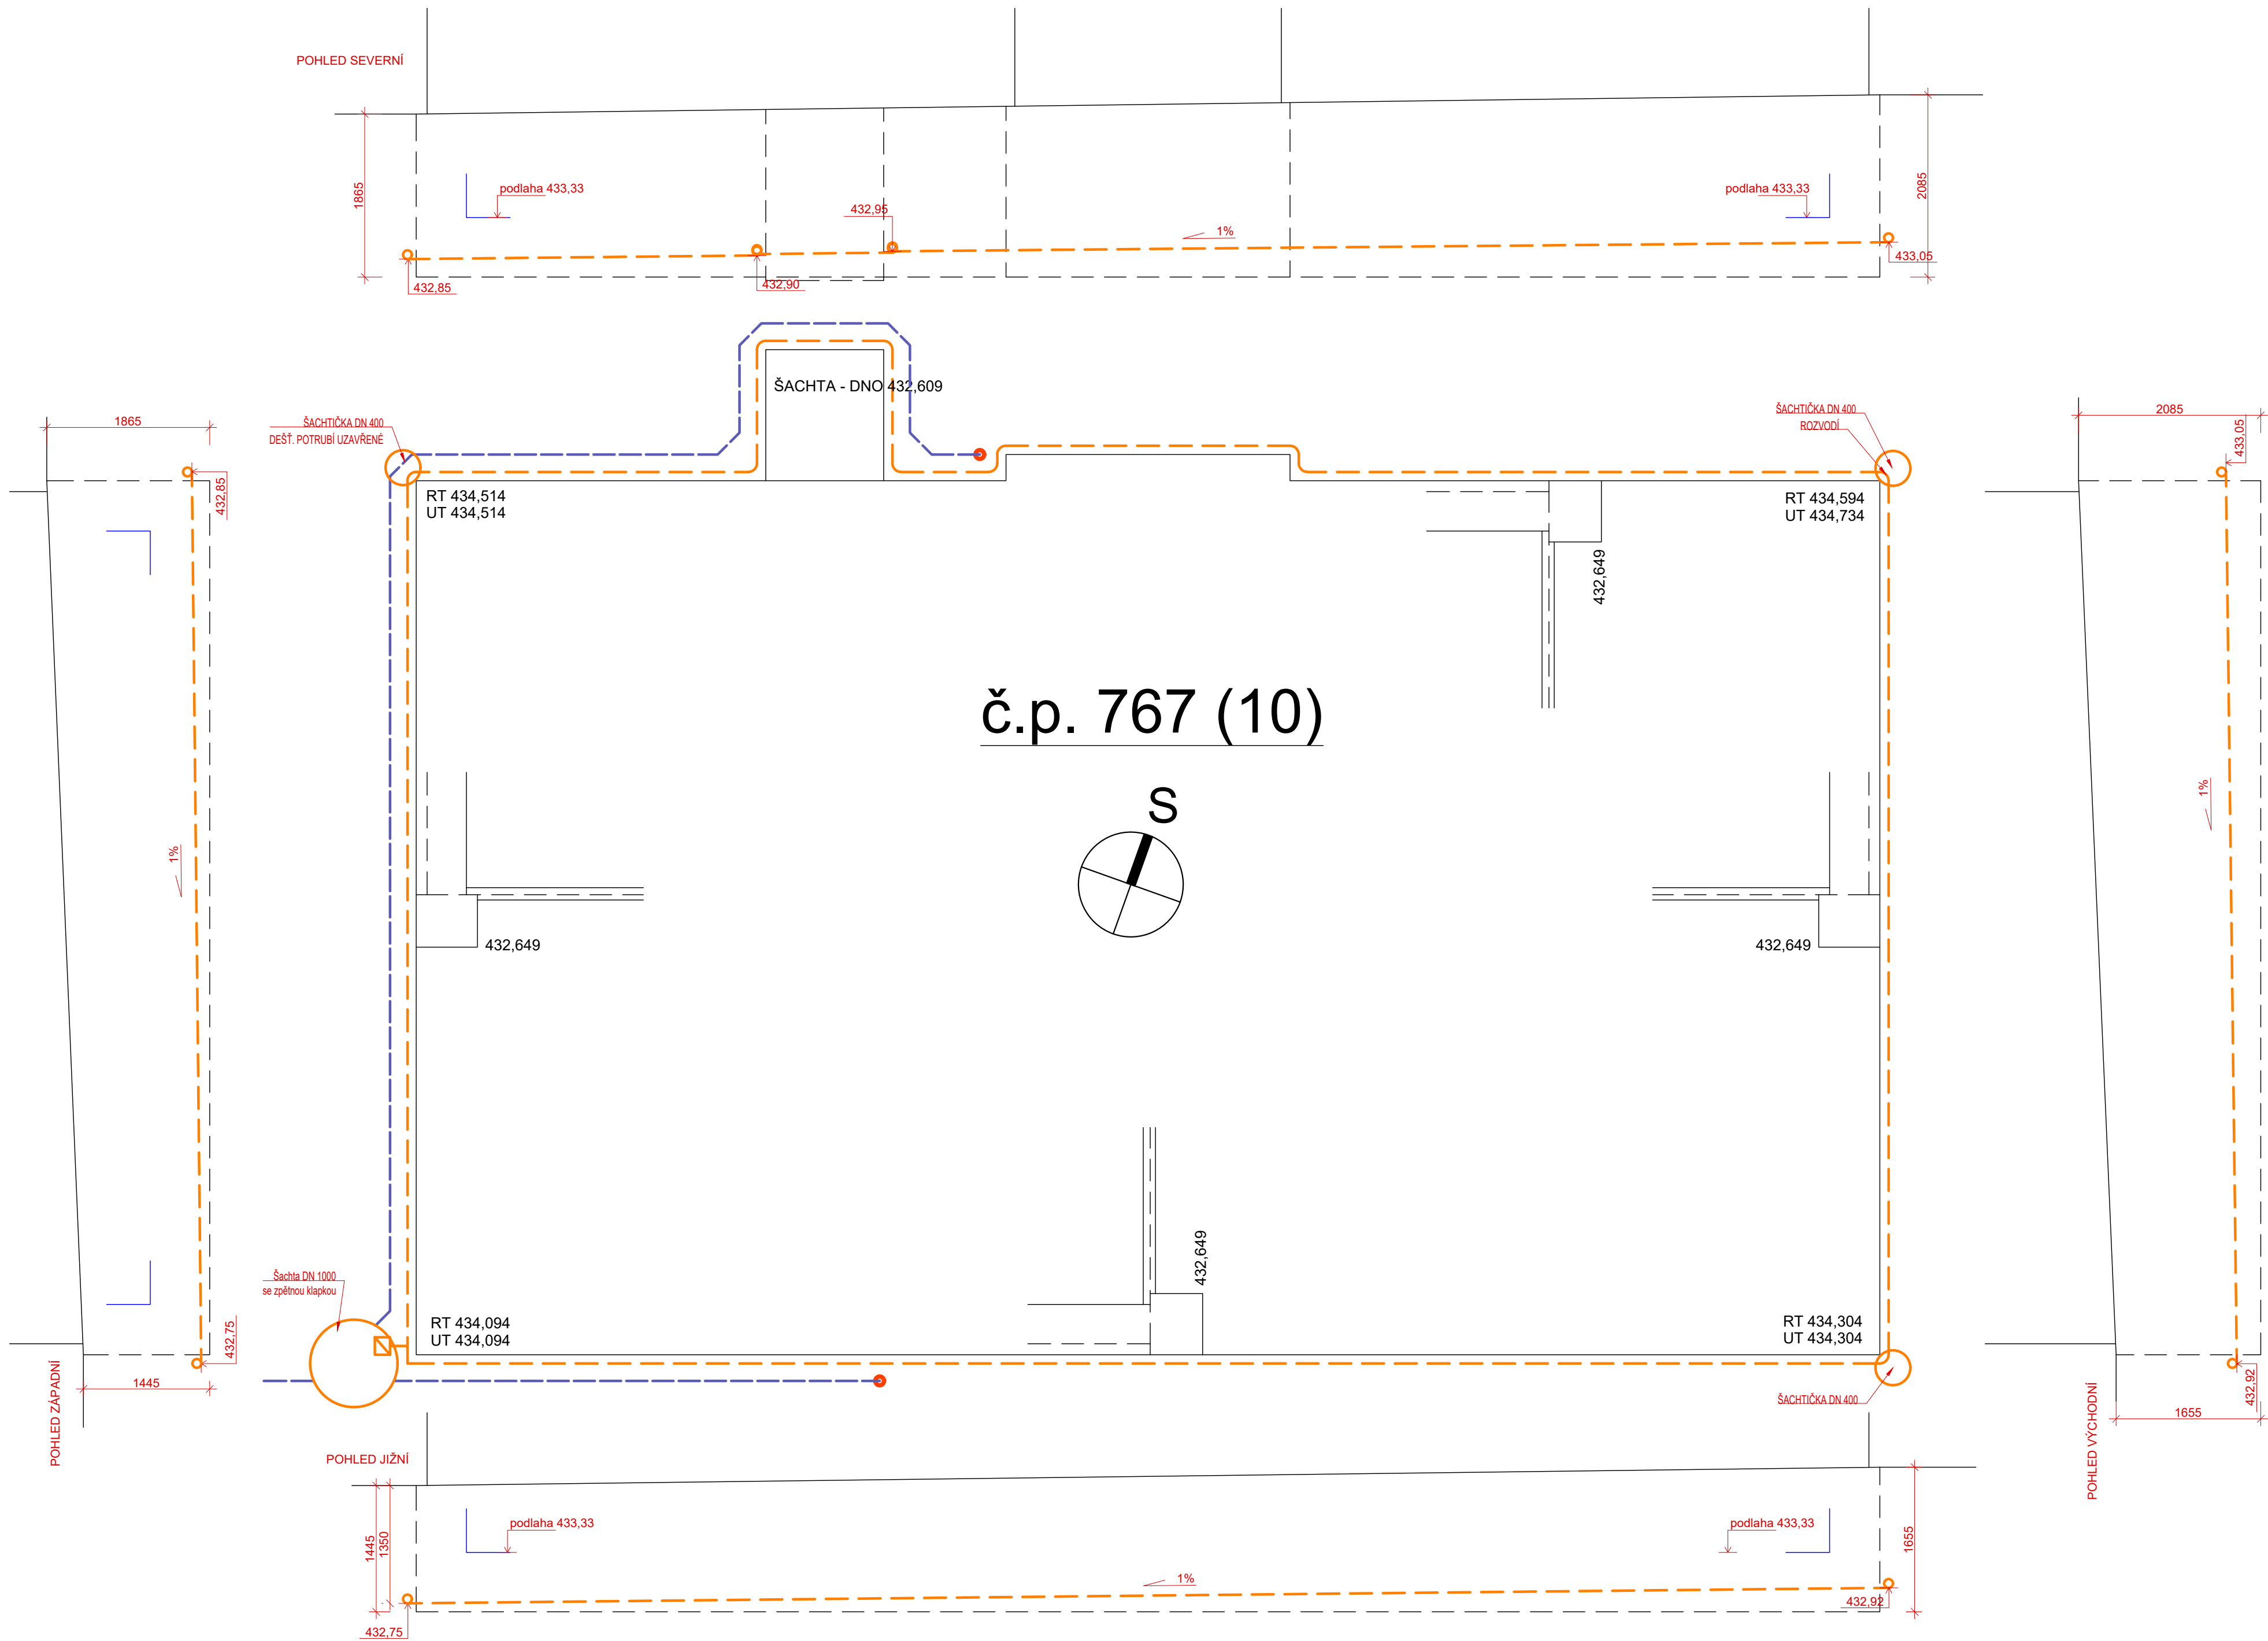 POHLED SEVERNÍ
1865
podlaha 433,33
432,95
podlaha 433,33
2085
1%
433,05
432,85
432,90
1865
ŠACHTIČKA DN 400
DEŠŤ. POTRUBÍ UZAVŘENÉ
ŠACHTA - DNO 432,609
ŠACHTIČKA DN 400
ROZVODÍ
2085
433,05
432,85
RT 434,514
UT 434,514
RT 434,594
UT 434,734
432,649
č.p. 767 (10)
S
1%
1%
432,649
432,649
432,649
Šachta DN 1000
se zpětnou klapkou
RT 434,094
UT 434,094
RT 434,304
UT 434,304
432,75
1445
POHLED ZÁPADNÍ
ŠACHTIČKA DN 400
432,92
1655
POHLED VÝCHODNÍ
POHLED JIŽNÍ
1445
1350
podlaha 433,33
podlaha 433,33
1655
1%
432,75
432,92